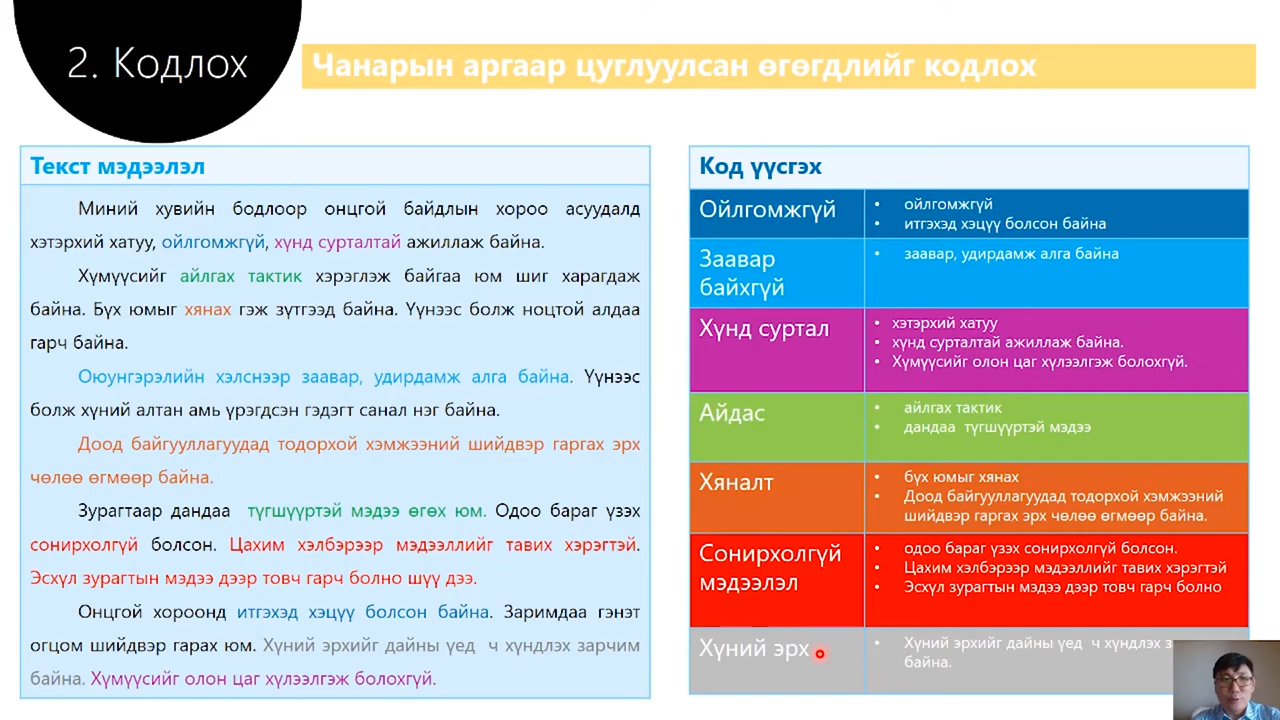 2. Кодлох
Чанарын аргаар цуглуулсан өгөгдлийг кодлох
Текст мэдээлэл
Миний хувийн бодлоор онцгой байдлын хороо асуудалд
хэтэрхий хатуу, ойлгомжгүй, хүнд сурталтай ажиллаж байна.
Хүмүүсийг айлгах тактик хэрэглэж байгаа юм шиг харагдаж
байна. Бүх юмыг хянах гэж зүтгээд байна. Үүнээс болж ноцтой алдаа
гарч байна.
Оюунгэрэлийн хэлснээр заавар, удирдамж алга байна. Үүнээс
болж хүний алтан амь үрэгдсэн гэдэгт санал нэг байна.
Доод байгууллагуудад тодорхой хэмжээний шийдвэр гаргах эрх
чөлөө өгмөөр байна.
Зурагтаар дандаа түгшүүртэй мэдээ өгөх юм. Одоо бараг үзэх
сонирхолгүй болсон. Цахим хэлбэрээр мэдээллийг тавих хэрэгтэй.
Эсхүл зурагтын мэдээ дээр товч гарч болно шүү дээ.
Онцгой хороонд итгэхэд хэцүү болсон байна. Заримдаа гэнэт
огцом шийдвэр гарах юм. Хүний эрхийг дайны үед ч хүндлэх зарчим
байна. Хүмүүсийг олон цаг хүлээлгэж болохгүй.
Код үүсгэх
Ойлгомжгүй
• ойлгомжгүй
• итгэхэд хэцүү болсон байна
Заавар
байхгүй
• заавар, удирдамж алга байна
Хүнд суртал
• хэтэрхий хатуу
• хүнд сурталтай ажиллаж байна.
• Хүмүүсийг олон цаг хүлээлгэж болохгүй.
Айдас
• айлгах тактик
• дандаа түгшүүртэй мэдээ
Хяналт
• бүх юмыг хянах
• Доод байгууллагуудад тодорхой хэмжээний
шийдвэр гаргах эрх чөлөө өгмөөр байна.
Сонирхолгүй
мэдээлэл
• одоо бараг үзэх сонирхолгүй болсон.
• Цахим хэлбэрээр мэдээллийг тавих хэрэгтэй
• Эсхүл зурагтын мэдээ дээр товч гарч болно
Хүний эрх
• Хүний эрхийг дайны үед ч хүндлэх
байна.